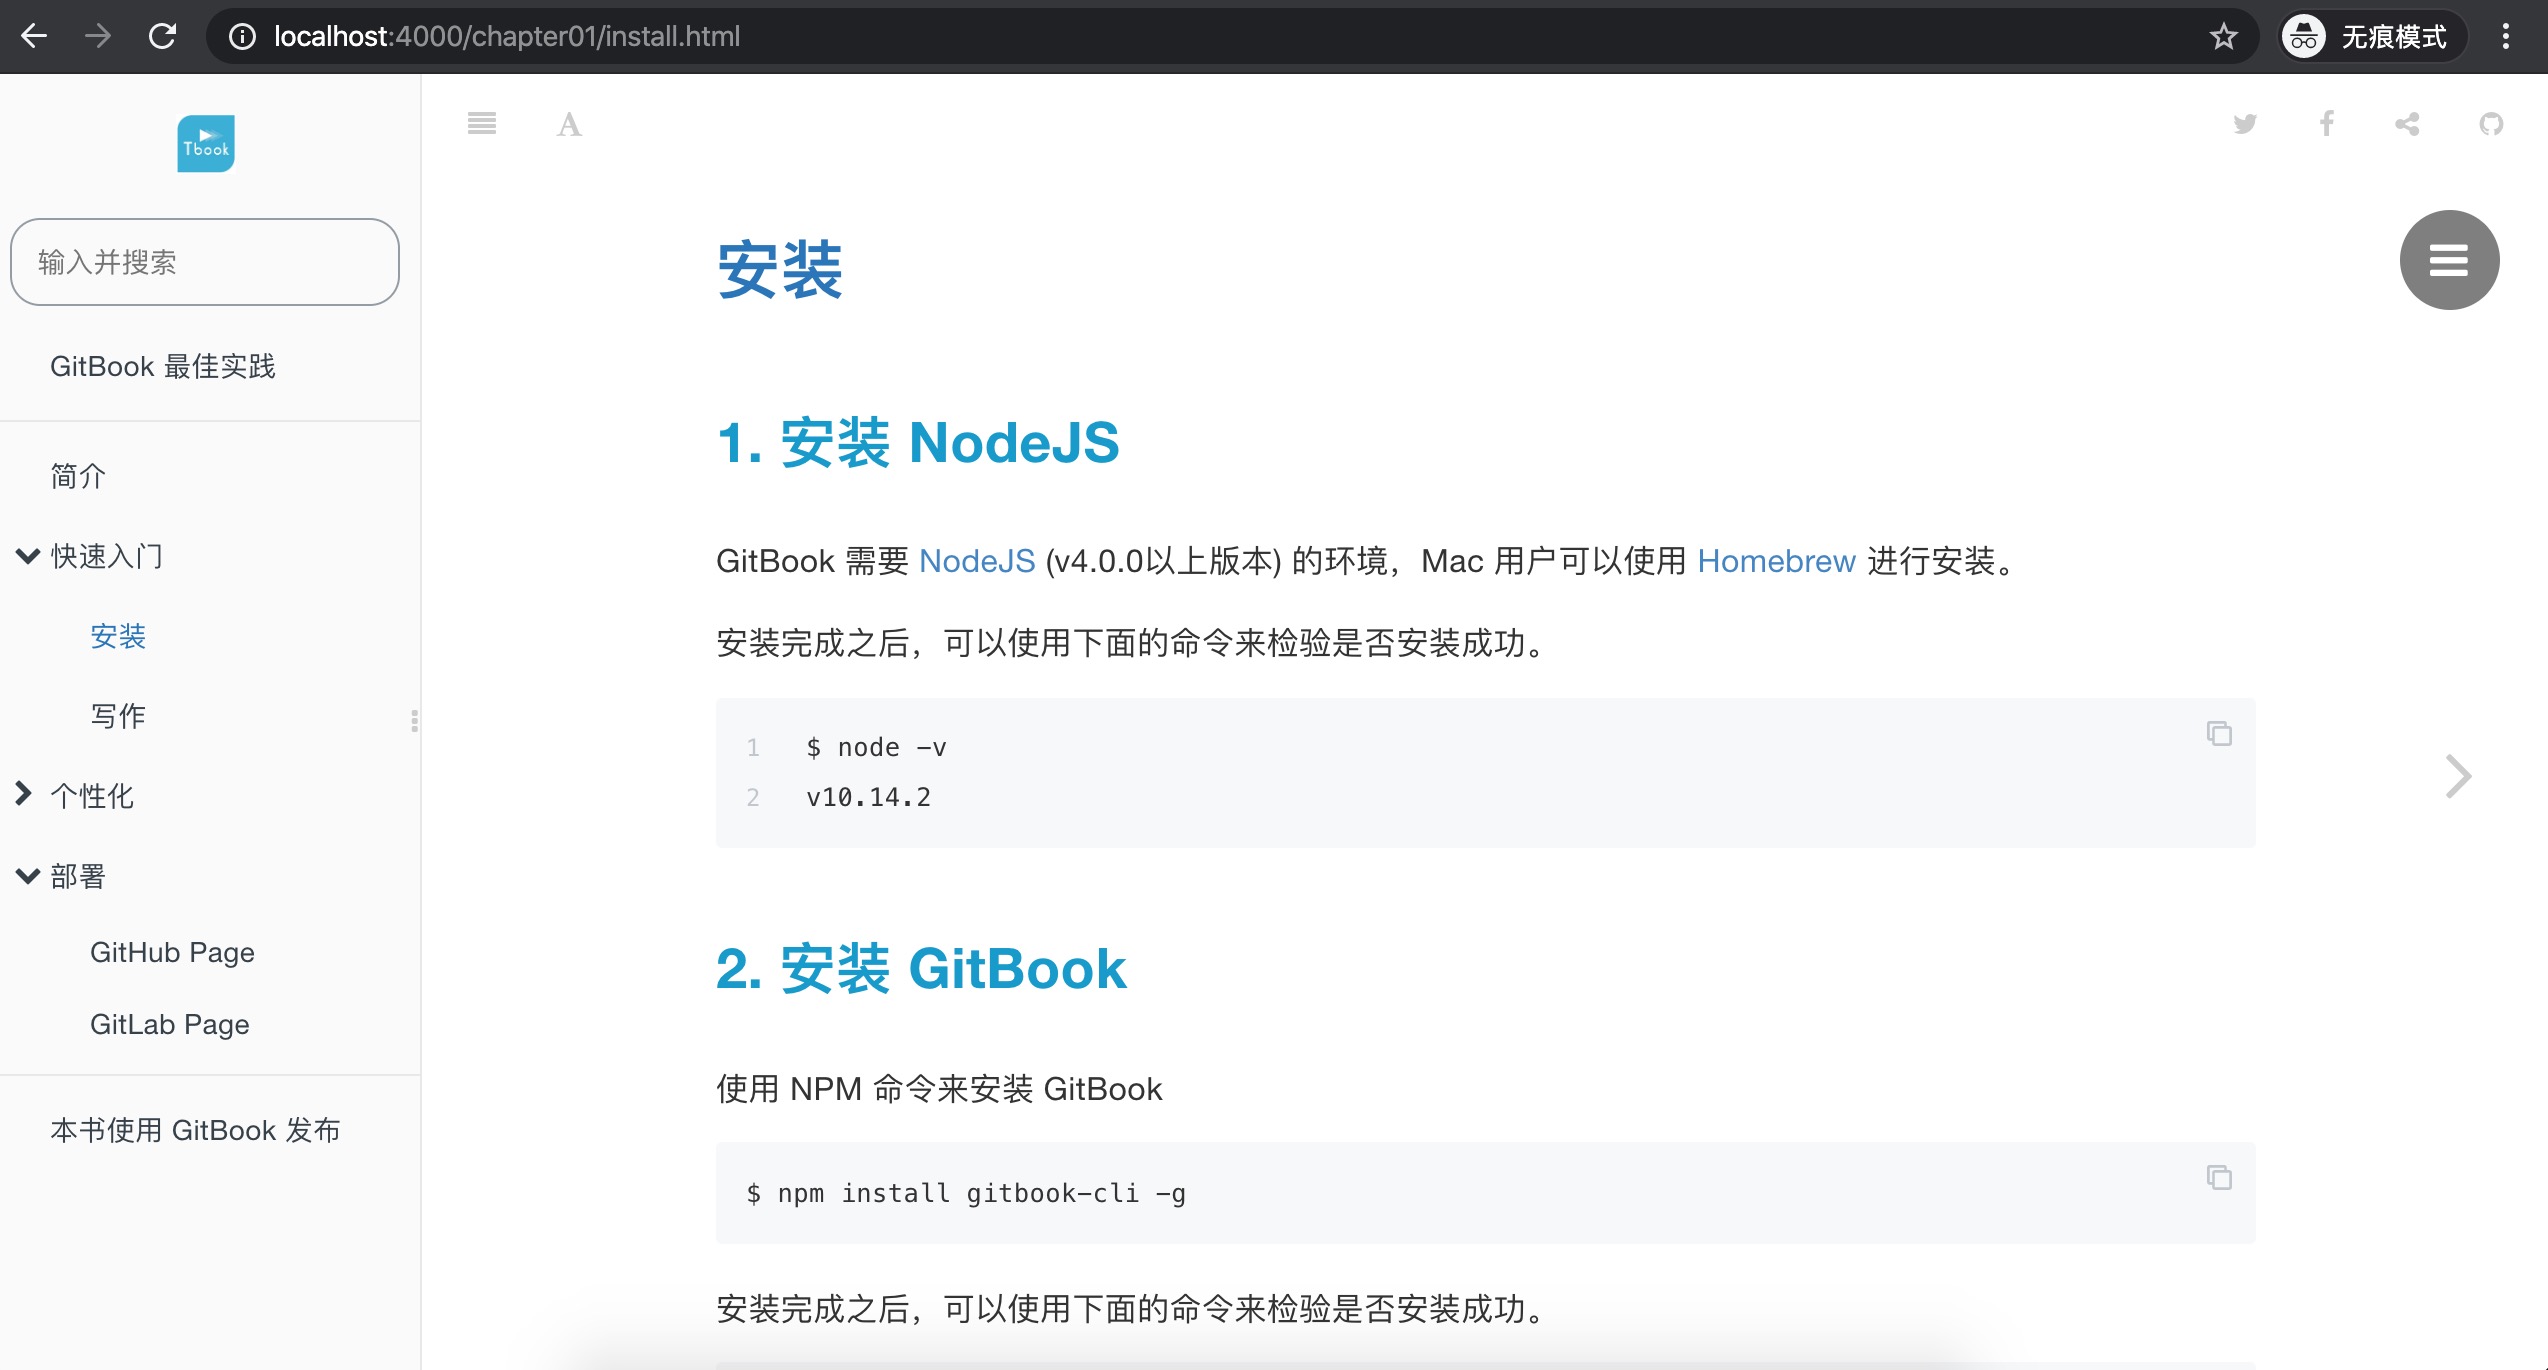 localhost:4000/chapter01/install.html
无痕模式
Tbook
输入并搜索
GitBook 最佳实践
简介
快速入门
安装
写作
个性化
部署
GitHub Page
GitLab Page
本书使用 GitBook 发布
A
安装
1. 安装 NodeJS
GitBook 需要 NodeJS (v4.0.0以上版本) 的环境，Mac 用户可以使用 Homebrew 进行安装。
安装完成之后，可以使用下面的命令来检验是否安装成功。
1 $ node -v
2 v10.14.2
2. 安装 GitBook
使用 NPM 命令来安装 GitBook
$ npm install gitbook-cli -g
安装完成之后，可以使用下面的命令来检验是否安装成功。